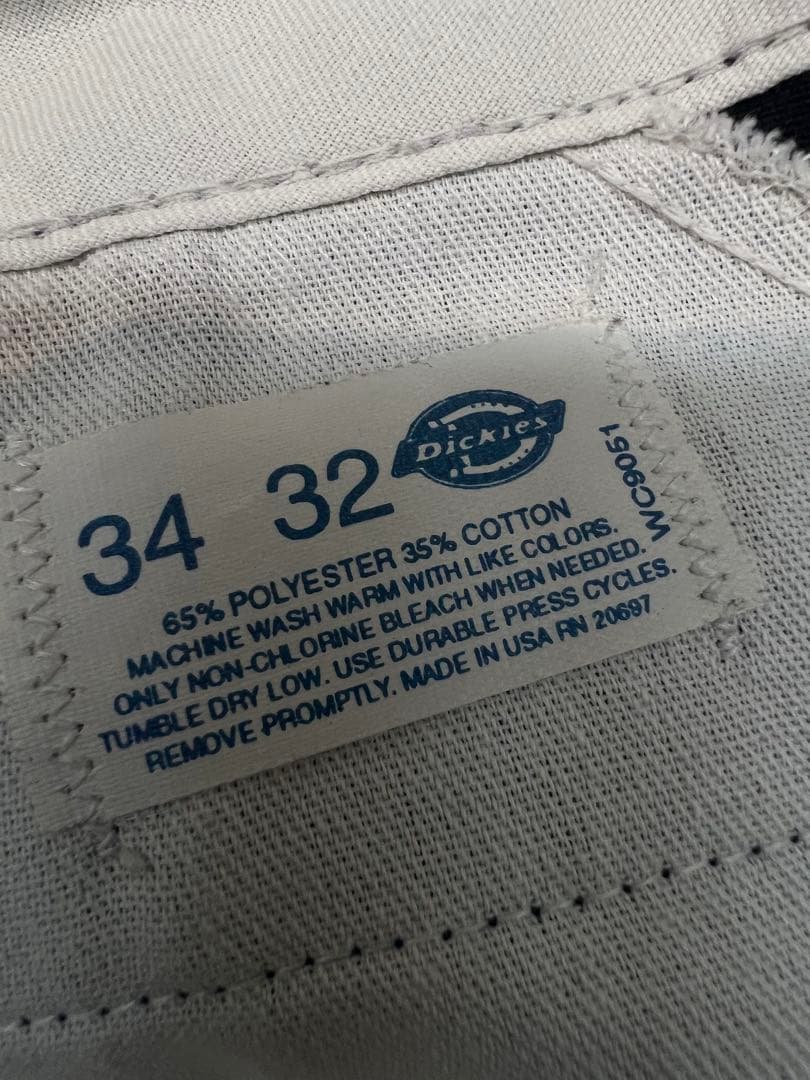 34 32 Dickies
65% POLYESTER 35% COTTON
MACHINE WASH WARM WITH LIKE COLORS.
ONLY NON-CHLORINE BLEACH WHEN NEEDED.
TUMBLE DRY LOW. USE DURABLE PRESS CYCLES.
REMOVE PROMPTLY. MADE IN USA RN 20697
WC9051